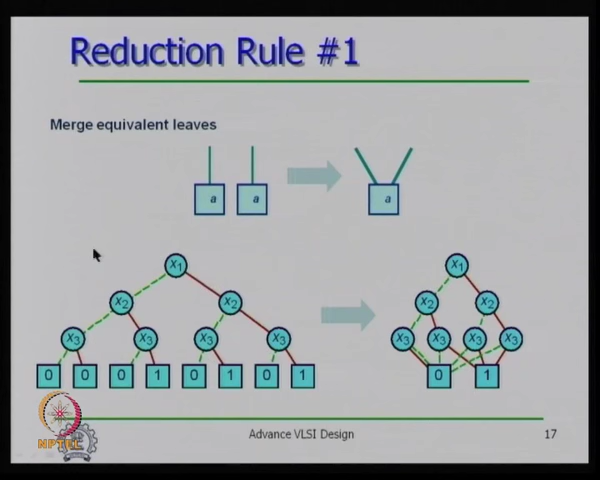 Reduction Rule #1
Merge equivalent leaves
a a a
x1 x1
x2 x2 x2 x2
x3 x3 x3 x3 x3 x3 x3 x3
0 0 0 1 0 1 0 1 0 1
NPTEL
Advance VLSI Design
17